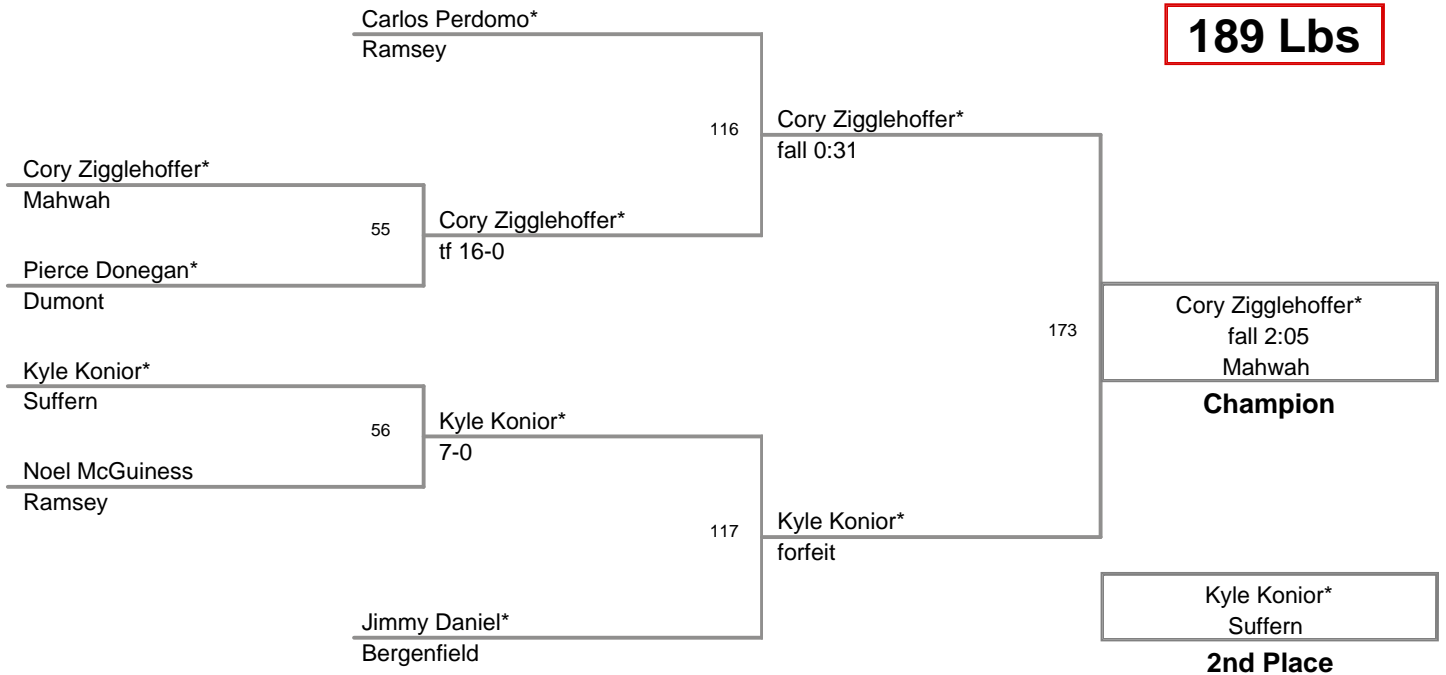 189 Lbs
Carlos Perdomo*
Ramsey
116
Cory Zigglehoffer*
fall 0:31
Cory Zigglehoffer*
Mahwah
55
Cory Zigglehoffer*
tf 16-0
Pierce Donegan*
Dumont
173
Cory Zigglehoffer*
fall 2:05
Mahwah
Champion
Kyle Konior*
Suffern
56
Kyle Konior*
7-0
Noel McGuiness
Ramsey
117
Kyle Konior*
forfeit
Jimmy Daniel*
Bergenfield
Kyle Konior*
Suffern
2nd Place